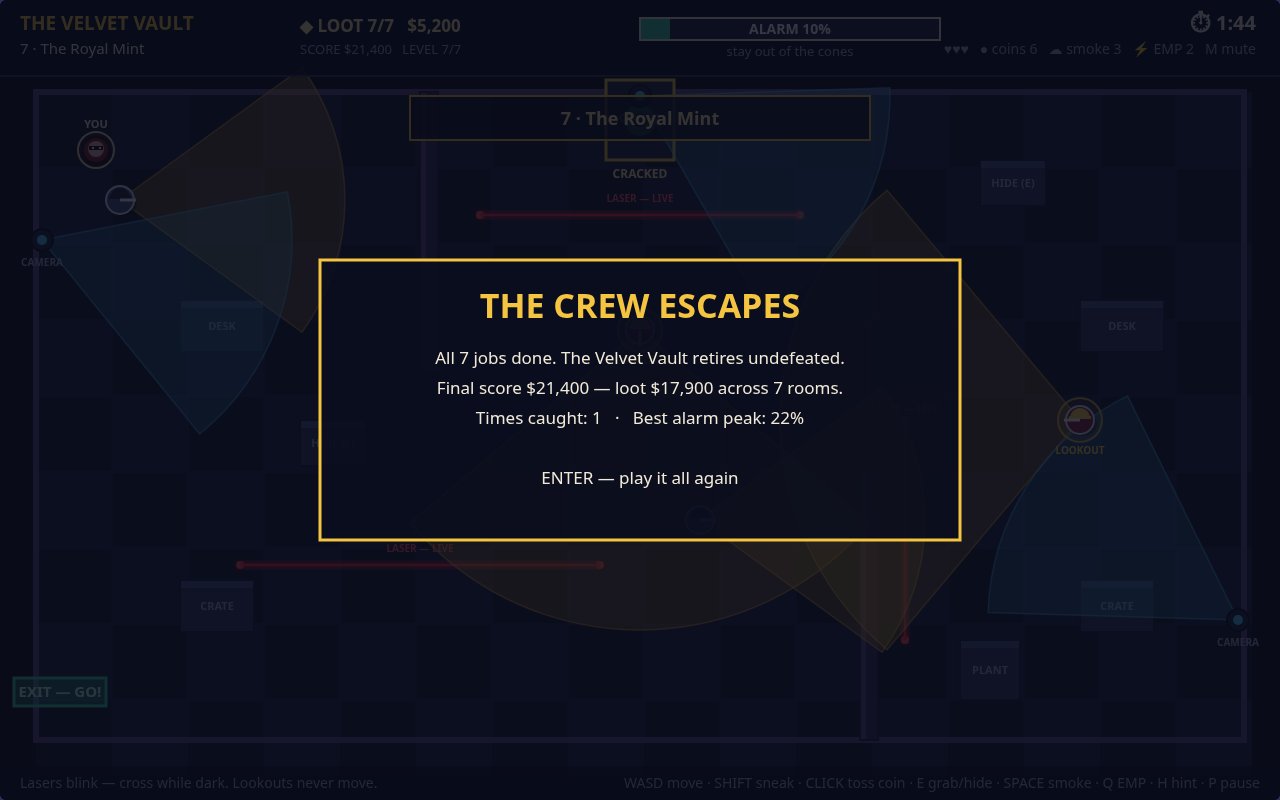 THE VELVET VAULT
7 · The Royal Mint
◆ LOOT 7/7 $5,200
SCORE $21,400 LEVEL 7/7
ALARM 10%
stay out of the cones
⏱ 1:44
♥♥♥ ● coins 6 ☁ smoke 3 ⚡ EMP 2 M mute
7 · The Royal Mint
YOU
CRACKED
LASER — LIVE
HIDE (E)
CAMERA
DESK
DESK
THE CREW ESCAPES
All 7 jobs done. The Velvet Vault retires undefeated.
Final score $21,400 — loot $17,900 across 7 rooms.
Times caught: 1 · Best alarm peak: 22%
ENTER — play it all again
LOOKOUT
LASER — LIVE
CRATE
CRATE
CAMERA
PLANT
EXIT — GO!
Lasers blink — cross while dark. Lookouts never move.
WASD move · SHIFT sneak · CLICK toss coin · E grab/hide · SPACE smoke · Q EMP · H hint · P pause